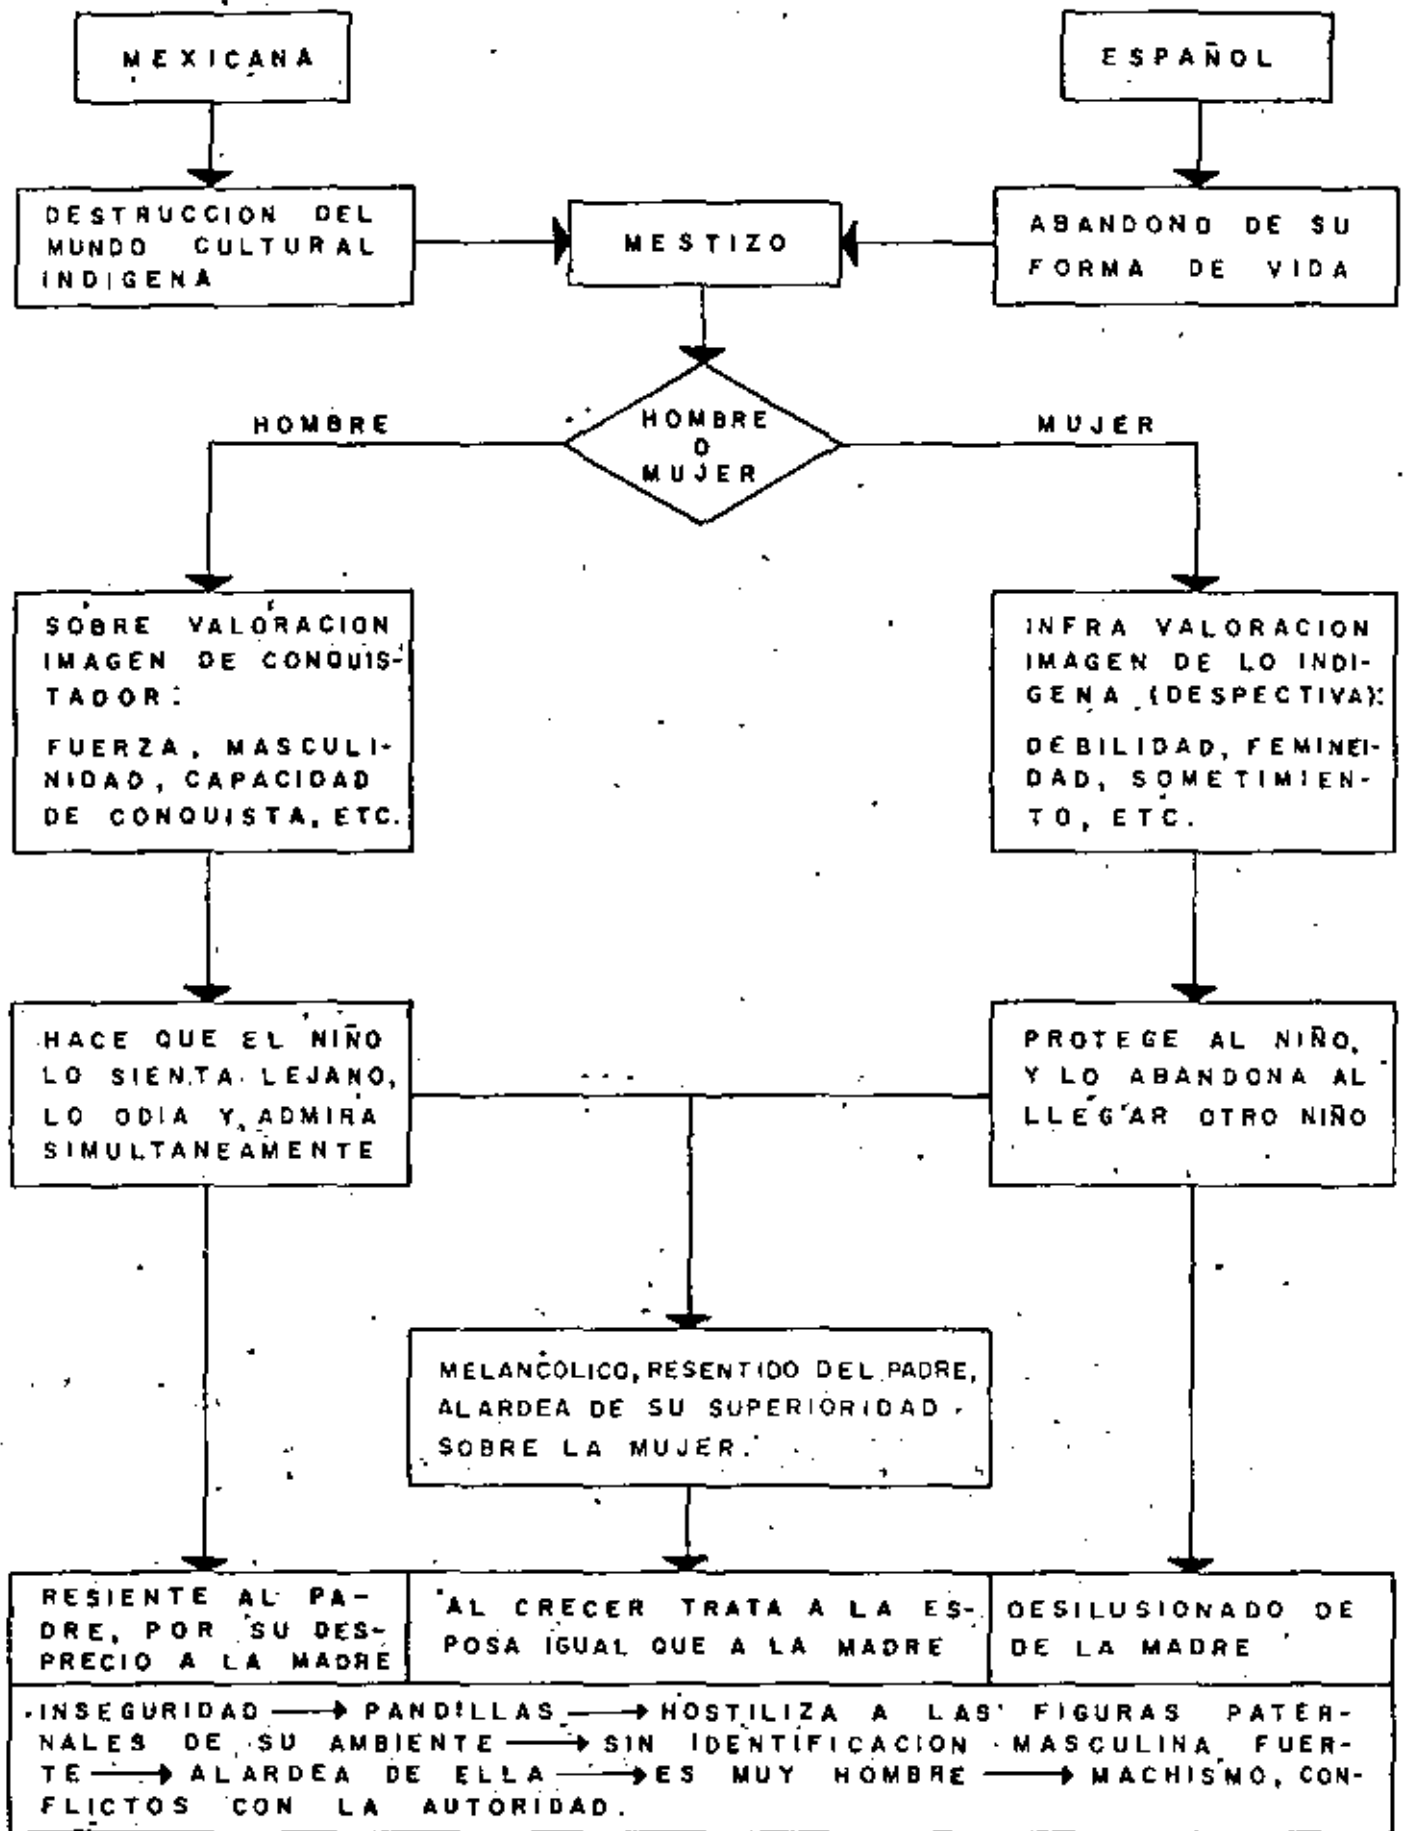 MEXICANA
ESPAÑOL
DESTRUCCION DEL
MUNDO CULTURAL
INDIGENA
MESTIZO
ABANDONO DE SU
FORMA DE VIDA
HOMBRE
HOMBRE
O
MUJER
MUJER
SOBRE VALORACION
IMAGEN DE CONQUIS-
TADOR:
FUERZA, MASCULI-
NIDAD, CAPACIDAD
DE CONQUISTA, ETC.
INFRA VALORACION
IMAGEN DE LO INDI-
GENA (DESPECTIVA):
DEBILIDAD, FEMINEI-
DAD, SOMETIMIEN-
TO, ETC.
HACE QUE EL NIÑO
LO SIENTA LEJANO,
LO ODIA Y ADMIRA
SIMULTANEAMENTE
PROTEGE AL NIÑO,
Y LO ABANDONA AL
LLEGAR OTRO NIÑO
MELANCOLICO, RESENTIDO DEL PADRE,
ALARDEA DE SU SUPERIORIDAD
SOBRE LA MUJER.
RESIENTE AL PA-
DRE, POR SU DES-
PRECIO A LA MADRE
AL CRECER TRATA A LA ES-
POSA IGUAL QUE A LA MADRE
DESILUSIONADO DE
DE LA MADRE
INSEGURIDAD → PANDILLAS → HOSTILIZA A LAS FIGURAS PATER-
NALES DE SU AMBIENTE → SIN IDENTIFICACION MASCULINA FUER-
TE → ALARDEA DE ELLA → ES MUY HOMBRE → MACHISMO, CON-
FLICTOS CON LA AUTORIDAD.